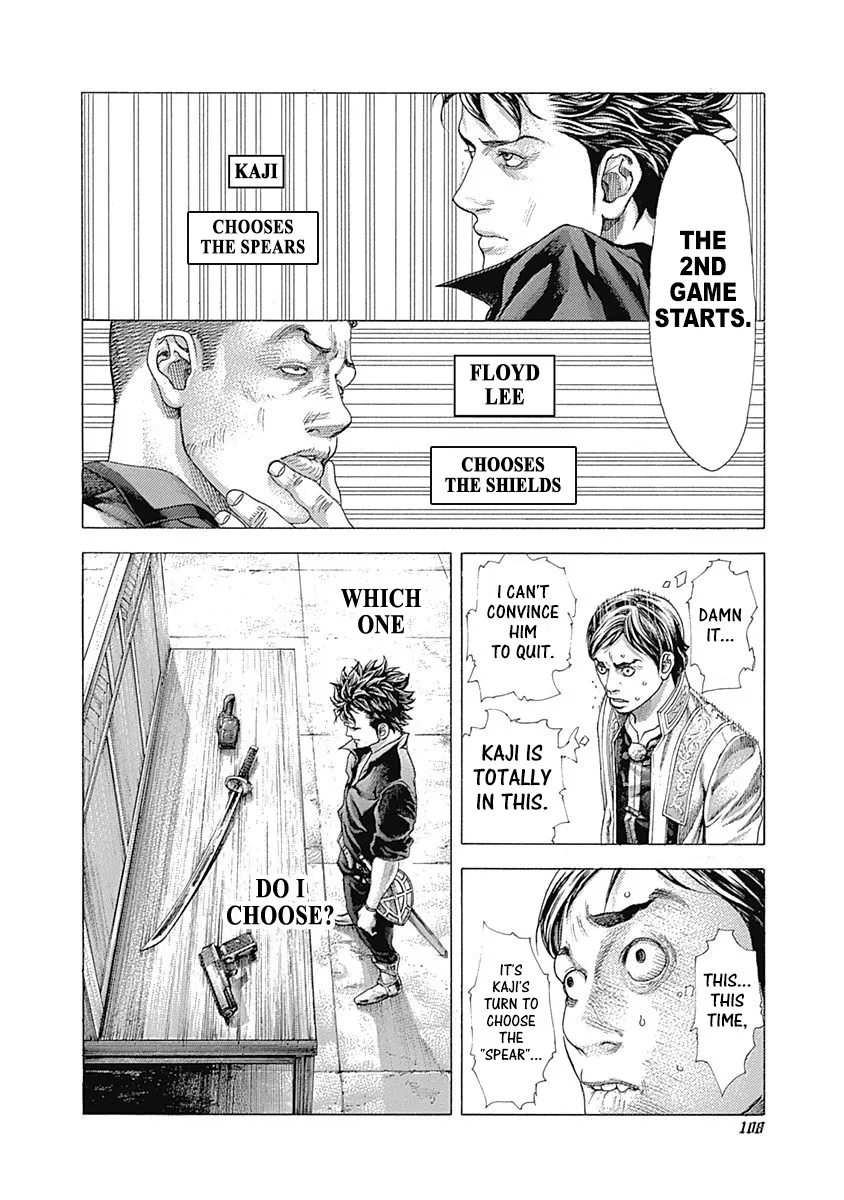 THE
2ND
GAME
STARTS.
KAJI
CHOOSES
THE SPEARS
FLOYD
LEE
CHOOSES
THE SHIELDS
DAMN
IT...
I CAN'T
CONVINCE
HIM
TO QUIT.
KAJI IS
TOTALLY
IN THIS.
THIS...
THIS
TIME,
IT'S
KAJI'S
TURN TO
CHOOSE
THE
"SPEAR"...
WHICH
ONE
DO I
CHOOSE?
108